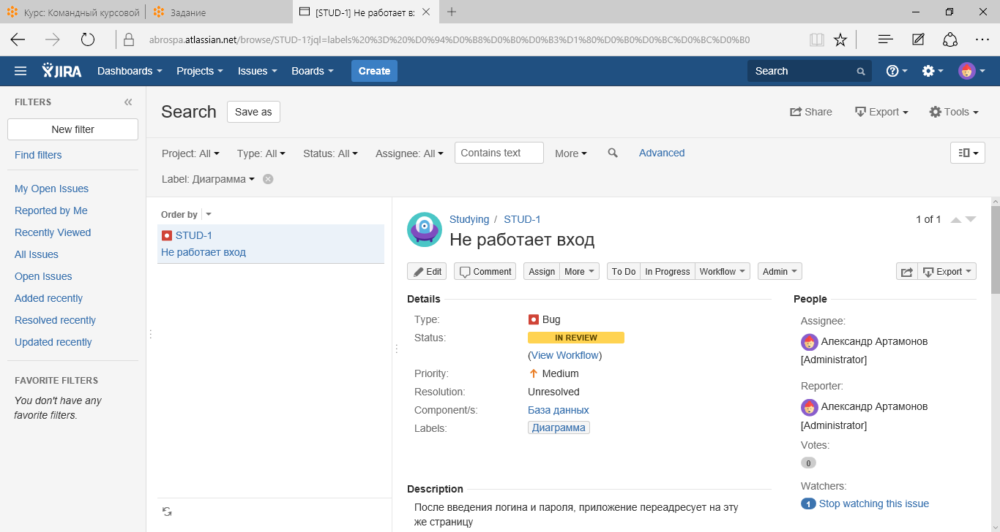 Курс: Командный курсовой
Задание
[STUD-1] Не работает вх
abrospa.atlassian.net/browse/STUD-1?jql=labels%20%3D%20%D0%94%D0%B8%D0%B0%D0%B3%D1%80%D0%B0%D0%BC%D0%BC%D0%B0
JIRA Dashboards Projects Issues Boards Create Search
FILTERS
New filter
Find filters
My Open Issues
Reported by Me
Recently Viewed
All Issues
Open Issues
Added recently
Resolved recently
Updated recently
FAVORITE FILTERS
You don't have any
favorite filters.
Search Save as
Share Export Tools
Project: All Type: All Status: All Assignee: All Contains text More Advanced
Label: Диаграмма
Order by
STUD-1
Не работает вход
Studying / STUD-1
1 of 1
Не работает вход
Edit Comment Assign More To Do In Progress Workflow Admin Export
Details
Type: Bug
Status: IN REVIEW
(View Workflow)
Priority: Medium
Resolution: Unresolved
Component/s: База данных
Labels: Диаграмма
People
Assignee:
Александр Артамонов
[Administrator]
Reporter:
Александр Артамонов
[Administrator]
Votes:
0
Watchers:
1 Stop watching this issue
Description
После введения логина и пароля, приложение переадресует на эту
же страницу